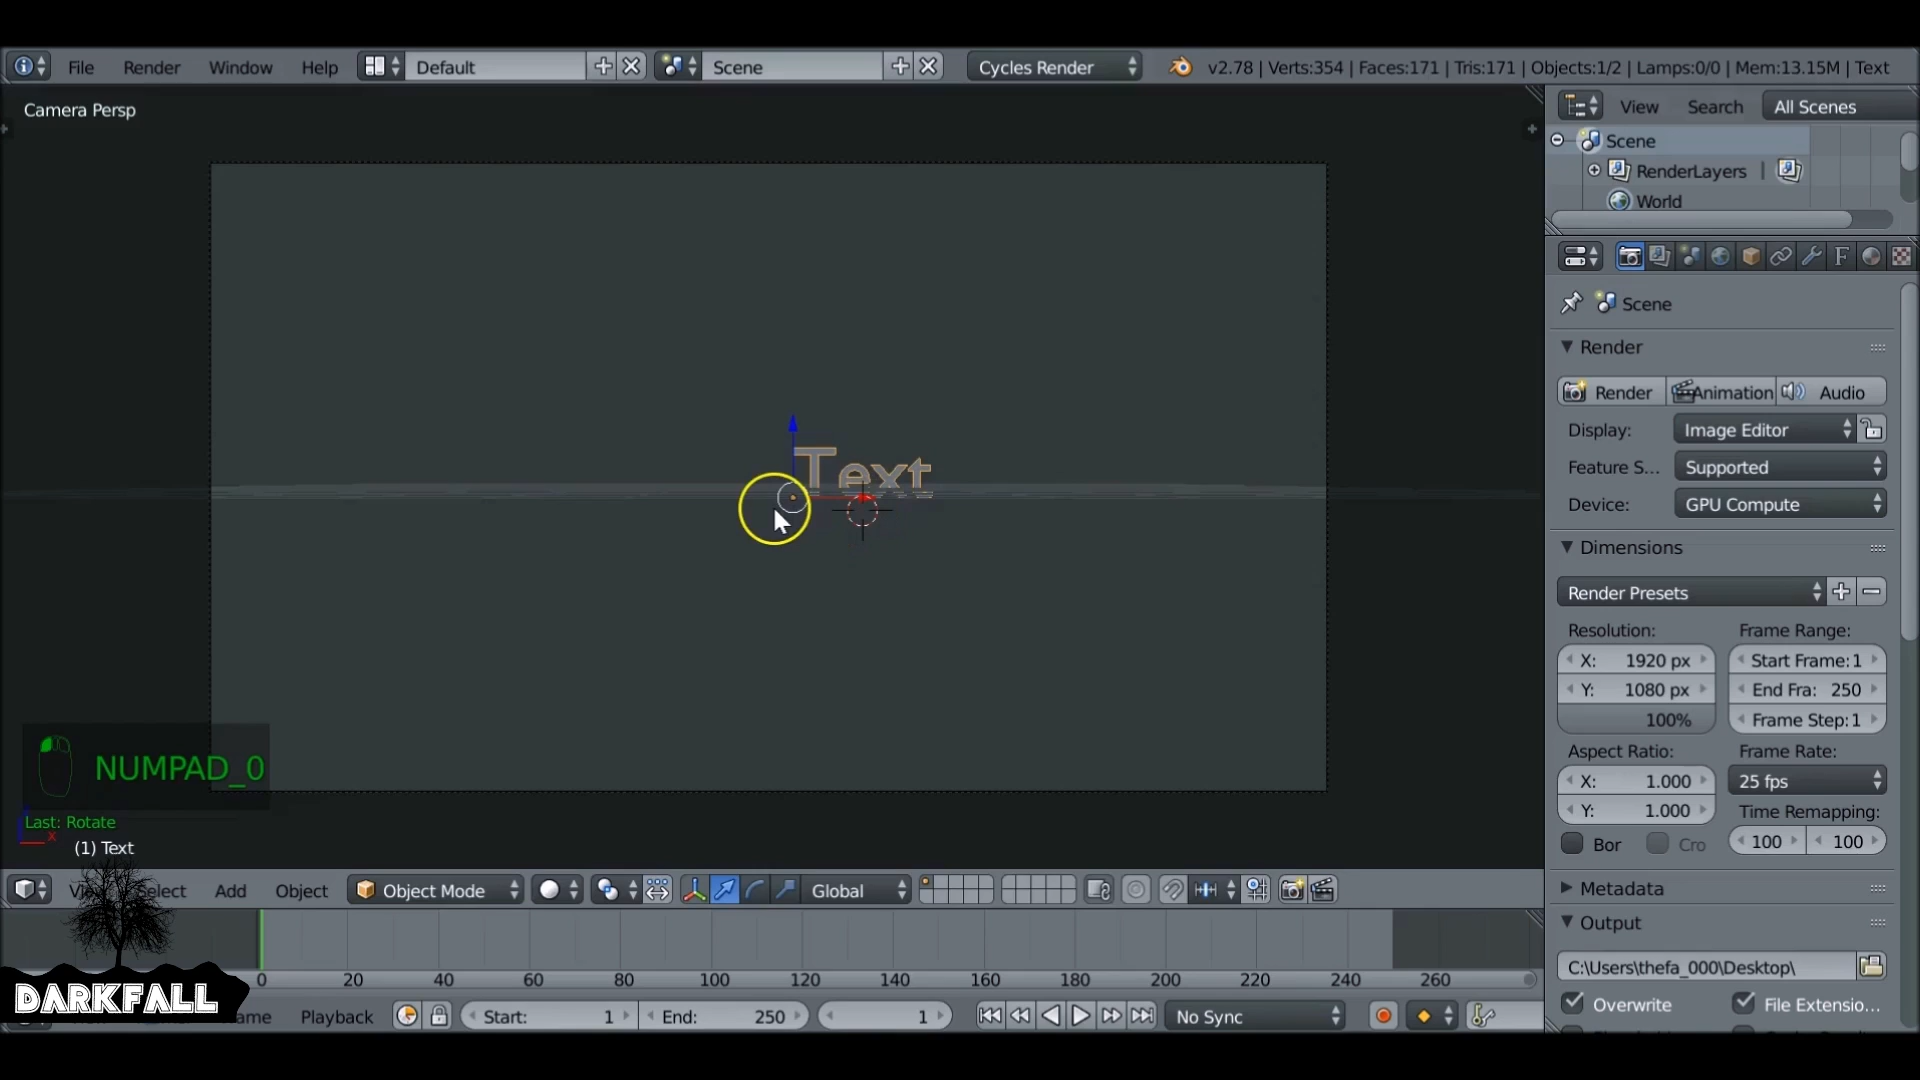 File Render Window Help Default Scene Cycles Render v2.78 | Verts:354 | Faces:171 | Tris:171 | Objects:1/2 | Lamps:0/0 | Mem:13.15M | Text
Camera Persp
View Search All Scenes
Scene
RenderLayers
World
Scene
Render
Render Animation Audio
Display: Image Editor
Feature S... Supported
Device: GPU Compute
Dimensions
Render Presets
Resolution: Frame Range:
X: 1920 px Start Frame:1
Y: 1080 px End Fra: 250
100% Frame Step:1
Aspect Ratio: Frame Rate:
X: 1.000 25 fps
Y: 1.000 Time Remapping:
Bor Cro 100 100
Metadata
Output
C:\Users\thefa_000\Desktop\
Overwrite File Extensio...
Text
NUMPAD_0
Last: Rotate
x
(1) Text
Select Add Object Object Mode Global
0 20 40 60 80 100 120 140 160 180 200 220 240 260
DARKFALL
Playback Start: 1 End: 250 1 No Sync